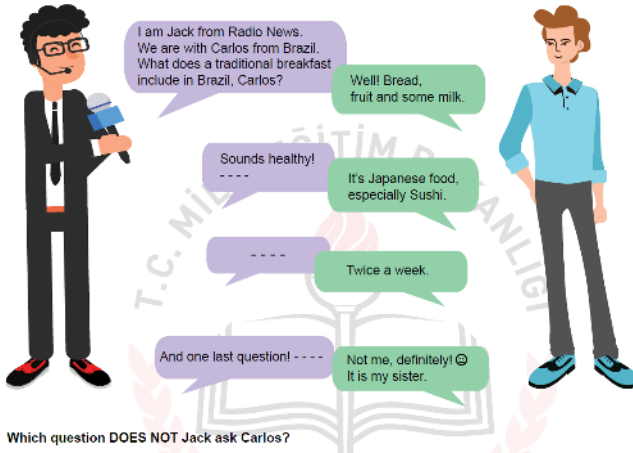 I am Jack from Radio News.
We are with Carlos from Brazil.
What does a traditional breakfast
include in Brazil, Carlos?
Well! Bread,
fruit and some milk.
Sounds healthy!
- - - -
It's Japanese food,
especially Sushi.
- - - -
Twice a week.
And one last question! - - - -
Not me, definitely! 😐
It is my sister.
Which question DOES NOT Jack ask Carlos?